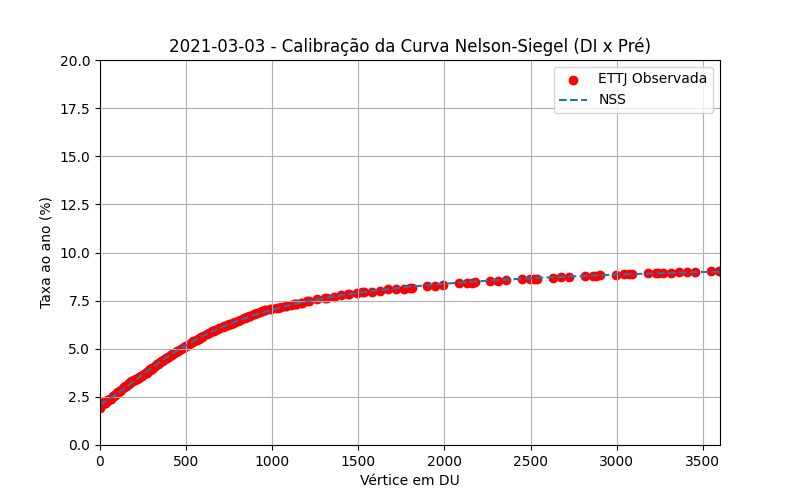 2021-03-03 - Calibração da Curva Nelson-Siegel (DI x Pré)
ETTJ Observada
NSS
Taxa ao ano (%)
20.0
17.5
15.0
12.5
10.0
7.5
5.0
2.5
0.0
0 500 1000 1500 2000 2500 3000 3500
Vértice em DU